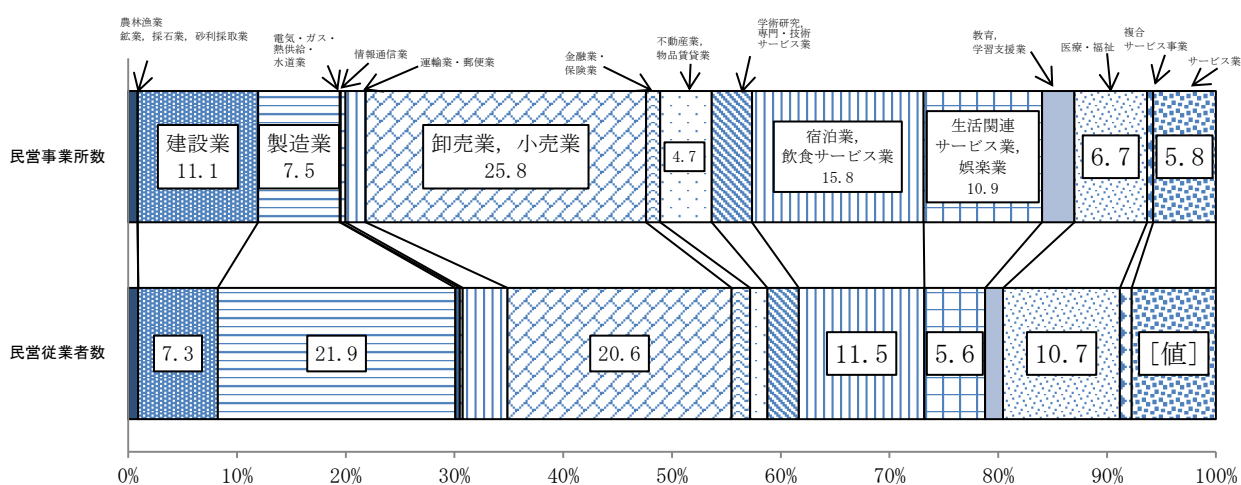 農林漁業
鉱業，採石業，砂利採取業
電気・ガス・
熱供給・
水道業
情報通信業
運輸業・郵便業
金融業・
保険業
不動産業，
物品賃貸業
学術研究，
専門・技術
サービス業
教育，
学習支援業
医療・福祉
複合
サービス事業
サービス業
民営事業所数
建設業
11.1
製造業
7.5
卸売業，小売業
25.8
4.7
宿泊業，
飲食サービス業
15.8
生活関連
サービス業，
娯楽業
10.9
6.7
5.8
民営従業者数
7.3
21.9
20.6
11.5
5.6
10.7
[値]
0%
10%
20%
30%
40%
50%
60%
70%
80%
90%
100%